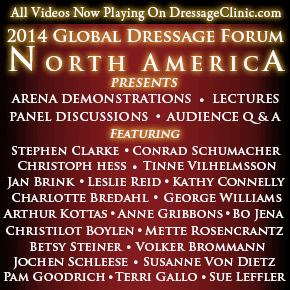 All Videos Now Playing On DressageClinic.com
2014 Global Dressage Forum
North America
PRESENTS
ARENA DEMONSTRATIONS • LECTURES
PANEL DISCUSSIONS • AUDIENCE Q & A
Featuring
Stephen Clarke • Conrad Schumacher
Christoph hess • Tinne Vilhelmsson
Jan Brink • Leslie Reid • Kathy Connelly
Charlotte Bredahl • George Williams
Arthur Kottas • Anne Gribbons • Bo Jena
Christilot Boylen • Mette Rosencrantz
Betsy Steiner • Volker Brommann
Jochen Schleese • Susanne Von Dietz
Pam Goodrich • Terri Gallo • Sue Leffler